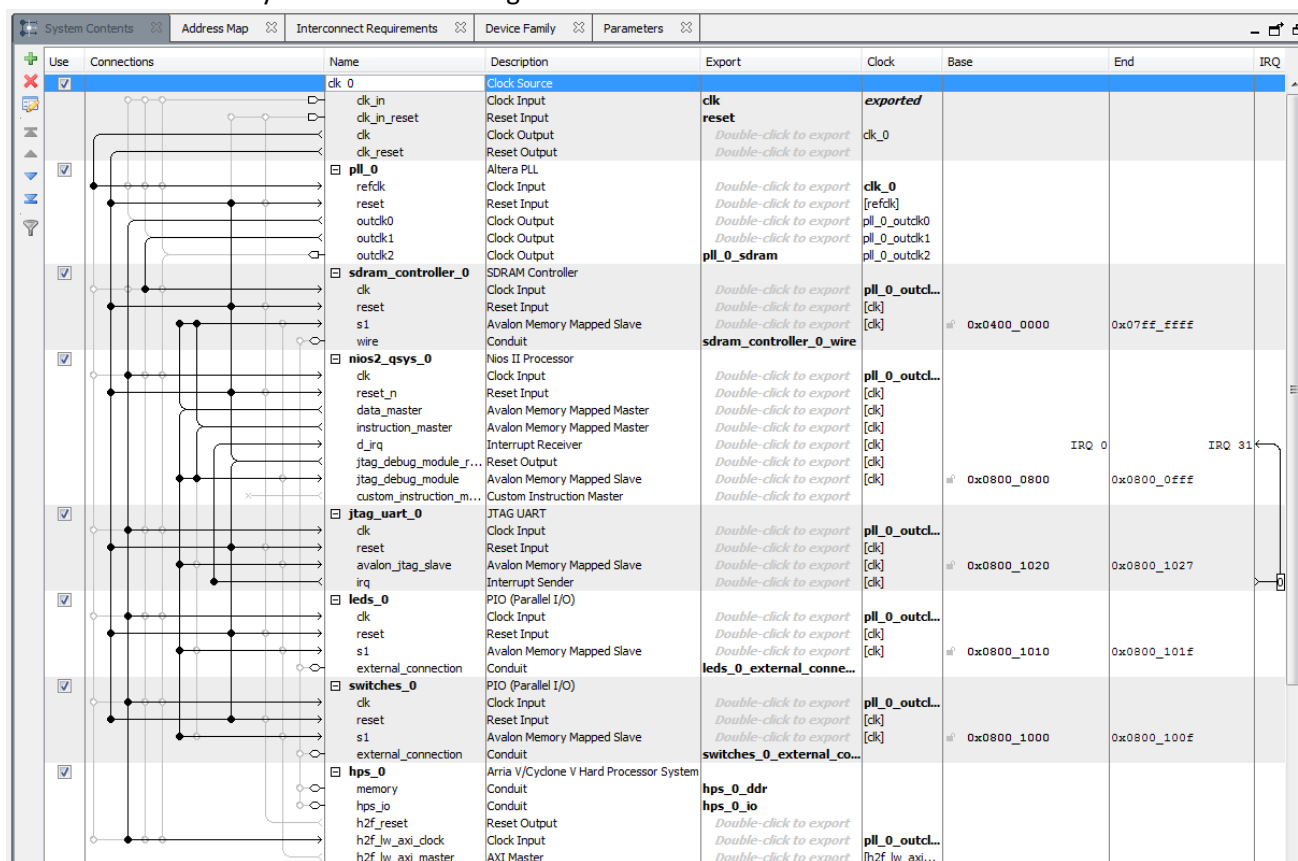 System Contents Address Map Interconnect Requirements Device Family Parameters
Use Connections Name Description Export Clock Base End IRQ
clk_0 Clock Source
clk_in Clock Input clk exported
clk_in_reset Reset Input reset
clk Clock Output Double-click to export clk_0
clk_reset Reset Output Double-click to export
pll_0 Altera PLL
refclk Clock Input Double-click to export clk_0
reset Reset Input Double-click to export [refclk]
outclk0 Clock Output Double-click to export pll_0_outclk0
outclk1 Clock Output Double-click to export pll_0_outclk1
outclk2 Clock Output pll_0_sdram pll_0_outclk2
sdram_controller_0 SDRAM Controller
clk Clock Input Double-click to export pll_0_outcl...
reset Reset Input Double-click to export [clk]
s1 Avalon Memory Mapped Slave Double-click to export [clk] 0x0400_0000 0x07ff_ffff
wire Conduit sdram_controller_0_wire
nios2_qsys_0 Nios II Processor
clk Clock Input Double-click to export pll_0_outcl...
reset_n Reset Input Double-click to export [clk]
data_master Avalon Memory Mapped Master Double-click to export [clk]
instruction_master Avalon Memory Mapped Master Double-click to export [clk]
d_irq Interrupt Receiver Double-click to export [clk] IRQ 0 IRQ 31
jtag_debug_module_r... Reset Output Double-click to export [clk]
jtag_debug_module Avalon Memory Mapped Slave Double-click to export [clk] 0x0800_0800 0x0800_0fff
custom_instruction_m... Custom Instruction Master Double-click to export
jtag_uart_0 JTAG UART
clk Clock Input Double-click to export pll_0_outcl...
reset Reset Input Double-click to export [clk]
avalon_jtag_slave Avalon Memory Mapped Slave Double-click to export [clk] 0x0800_1020 0x0800_1027
irq Interrupt Sender Double-click to export [clk] 0
leds_0 PIO (Parallel I/O)
clk Clock Input Double-click to export pll_0_outcl...
reset Reset Input Double-click to export [clk]
s1 Avalon Memory Mapped Slave Double-click to export [clk] 0x0800_1010 0x0800_101f
external_connection Conduit leds_0_external_conne...
switches_0 PIO (Parallel I/O)
clk Clock Input Double-click to export pll_0_outcl...
reset Reset Input Double-click to export [clk]
s1 Avalon Memory Mapped Slave Double-click to export [clk] 0x0800_1000 0x0800_100f
external_connection Conduit switches_0_external_co...
hps_0 Arria V/Cyclone V Hard Processor System
memory Conduit hps_0_ddr
hps_io Conduit hps_0_io
h2f_reset Reset Output Double-click to export
h2f_lw_axi_clock Clock Input Double-click to export pll_0_outcl...
h2f_lw_axi_master AXI Master Double-click to export [h2f_lw_axi...